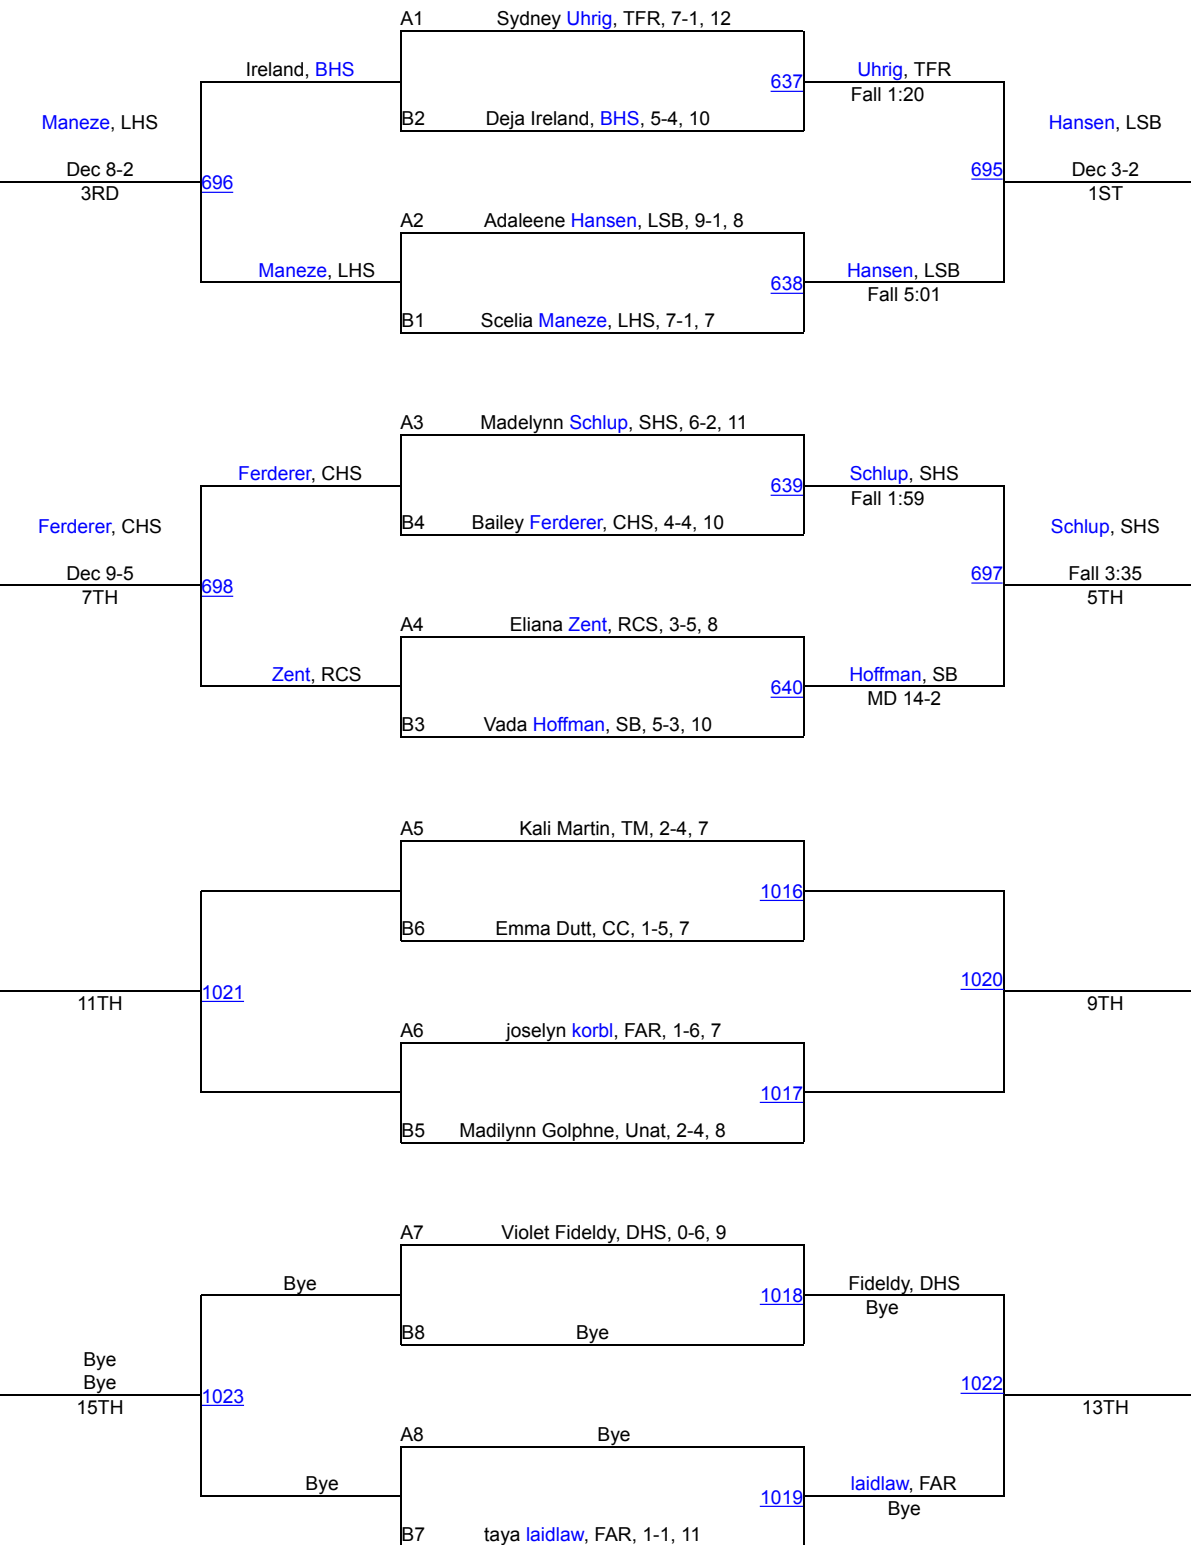 A1 Sydney Uhrig, TFR, 7-1, 12
Ireland, BHS
637
Uhrig, TFR
Fall 1:20
B2 Deja Ireland, BHS, 5-4, 10
Maneze, LHS
Hansen, LSB
Dec 8-2
3RD
696
695
Dec 3-2
1ST
A2 Adaleene Hansen, LSB, 9-1, 8
Maneze, LHS
638
Hansen, LSB
Fall 5:01
B1 Scelia Maneze, LHS, 7-1, 7
A3 Madelynn Schlup, SHS, 6-2, 11
Ferderer, CHS
639
Schlup, SHS
Fall 1:59
B4 Bailey Ferderer, CHS, 4-4, 10
Ferderer, CHS
Schlup, SHS
Dec 9-5
7TH
698
697
Fall 3:35
5TH
A4 Eliana Zent, RCS, 3-5, 8
Zent, RCS
640
Hoffman, SB
MD 14-2
B3 Vada Hoffman, SB, 5-3, 10
A5 Kali Martin, TM, 2-4, 7
1016
B6 Emma Dutt, CC, 1-5, 7
11TH
1021
1020
9TH
A6 joselyn korbl, FAR, 1-6, 7
1017
B5 Madilynn Golphne, Unat, 2-4, 8
A7 Violet Fideldy, DHS, 0-6, 9
Bye
1018
Fideldy, DHS
Bye
B8 Bye
Bye
Bye
15TH
1023
1022
13TH
A8 Bye
Bye
1019
laidlaw, FAR
Bye
B7 taya laidlaw, FAR, 1-1, 11